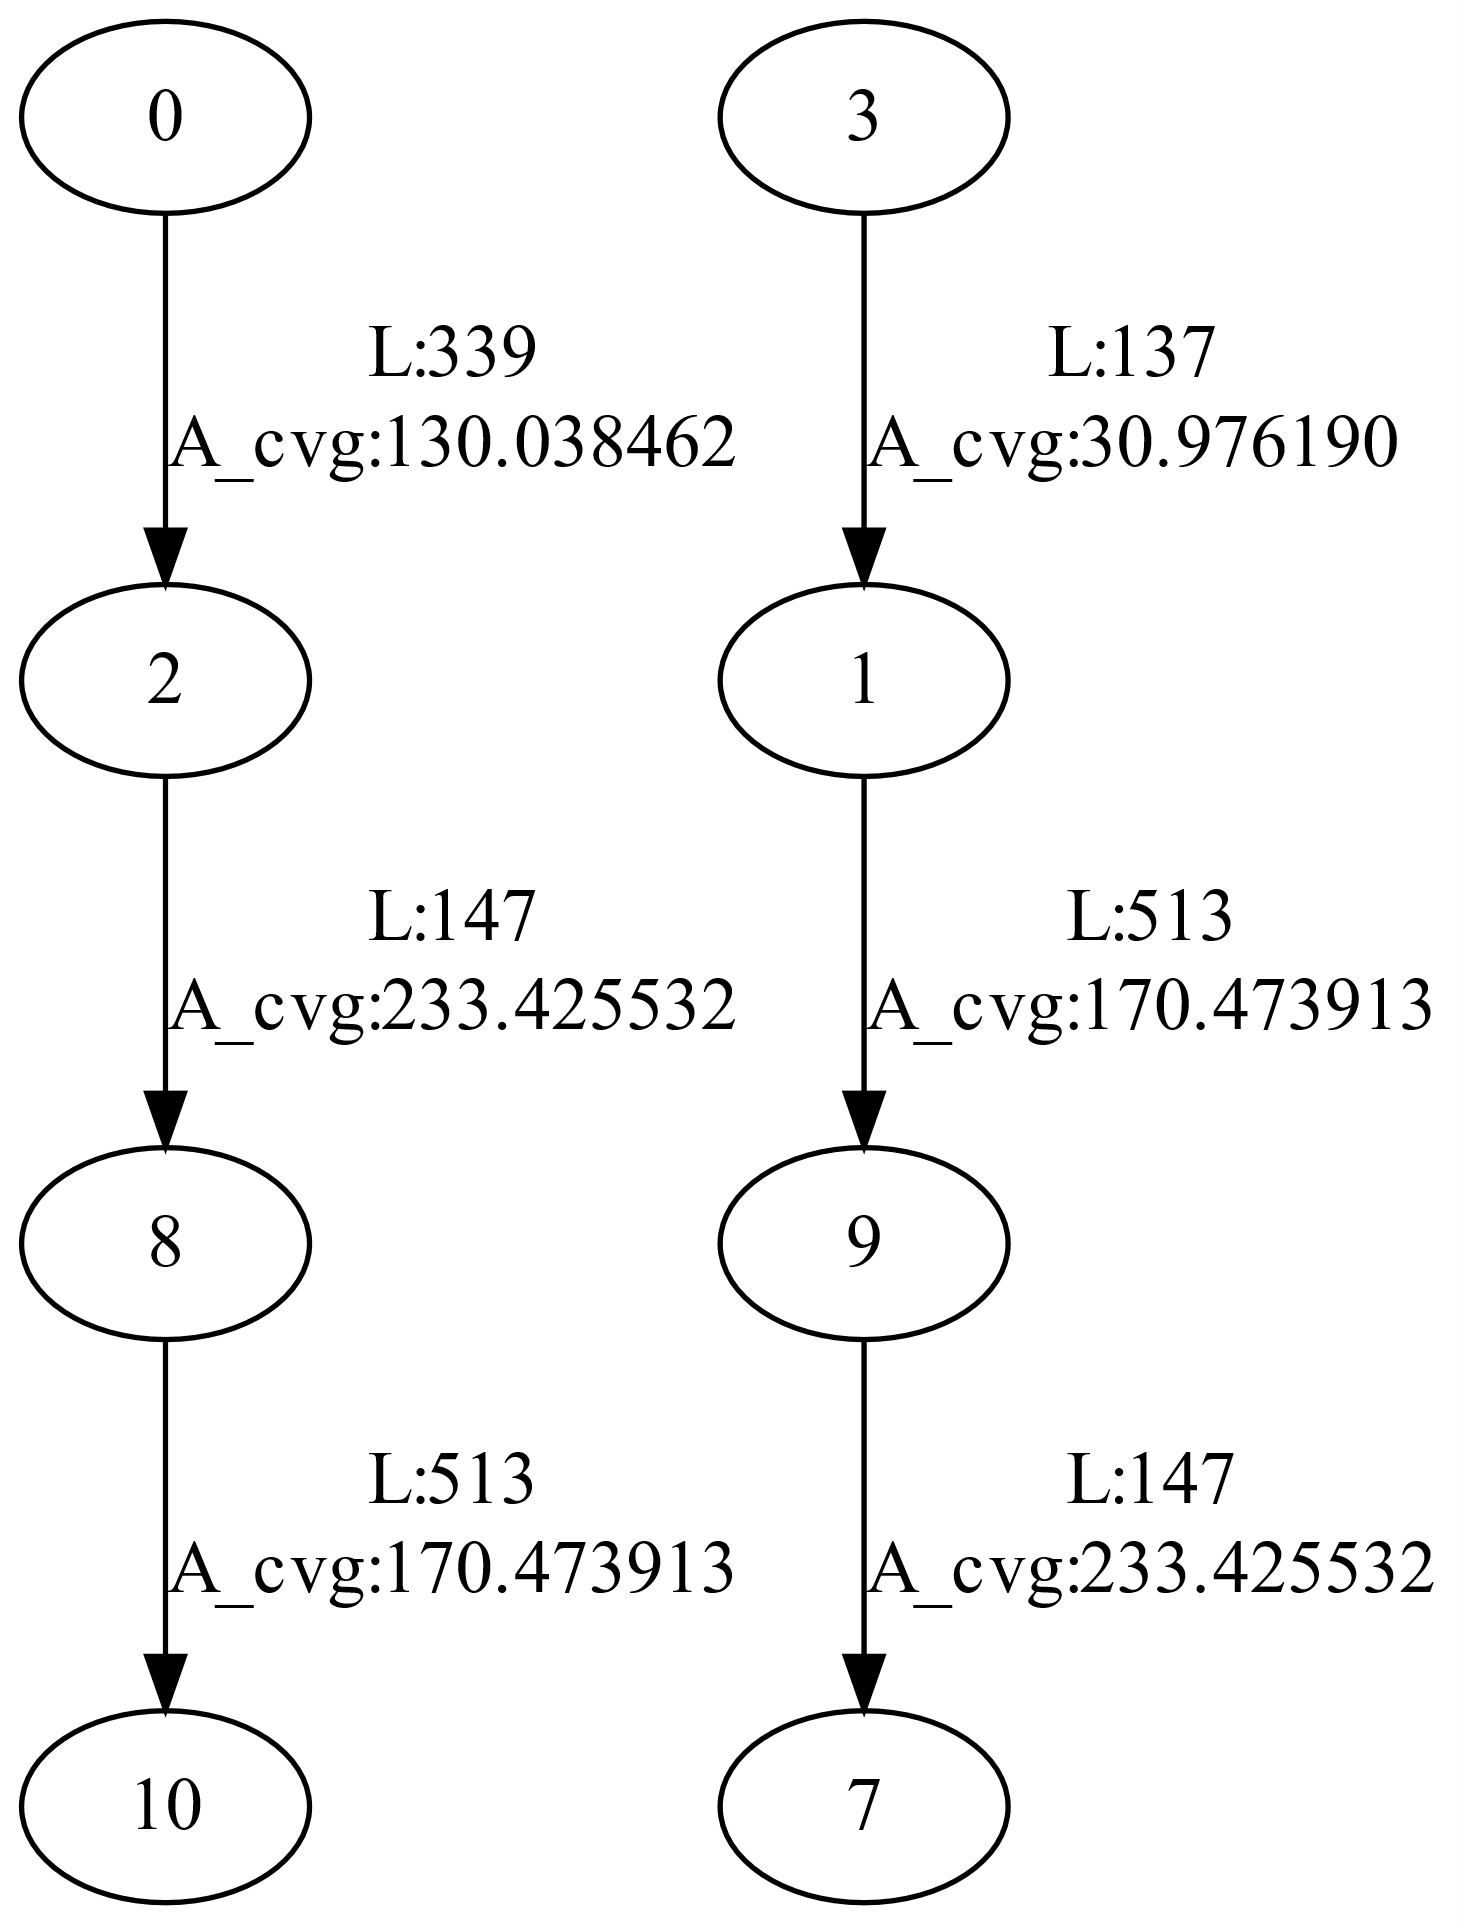 0
3
L:339
A_cvg:130.038462
L:137
A_cvg:30.976190
2
1
L:147
A_cvg:233.425532
L:513
A_cvg:170.473913
8
9
L:513
A_cvg:170.473913
L:147
A_cvg:233.425532
10
7